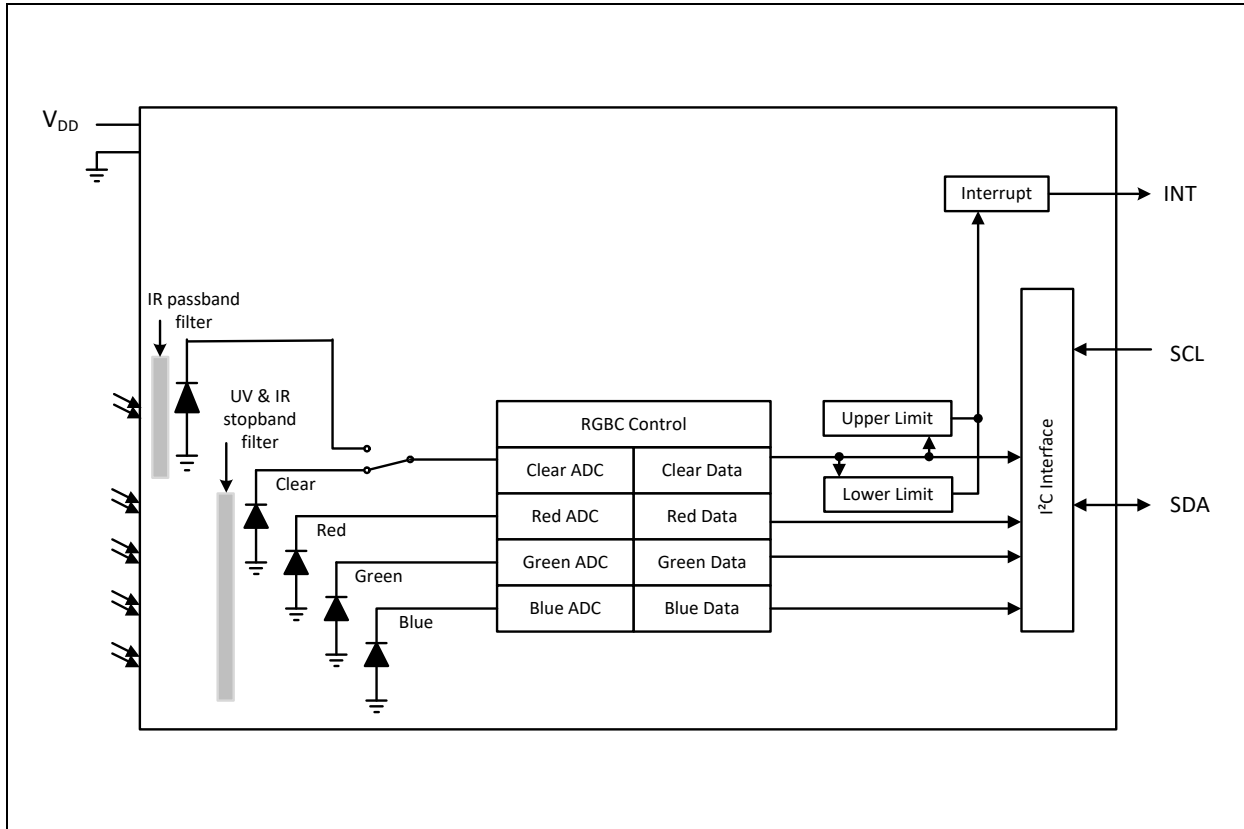 V_DD
Interrupt
INT
IR passband
filter
SCL
UV & IR
stopband
filter
RGBC Control
Upper Limit
Clear
Clear ADC
Clear Data
Lower Limit
I²C Interface
SDA
Red
Red ADC
Red Data
Green
Green ADC
Green Data
Blue
Blue ADC
Blue Data